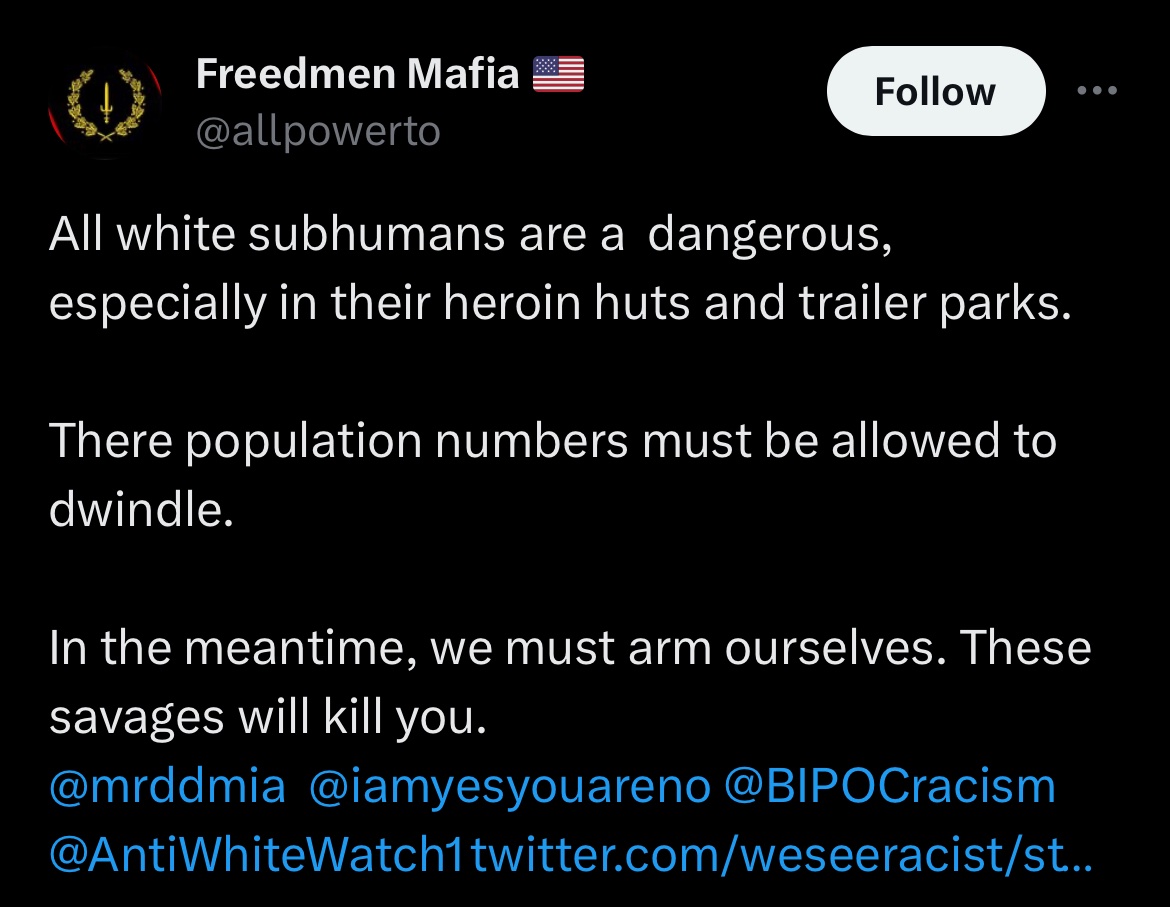 Freedmen Mafia 🇺🇸
@allpowerto
Follow
All white subhumans are a  dangerous,
especially in their heroin huts and trailer parks.
There population numbers must be allowed to
dwindle.
In the meantime, we must arm ourselves. These
savages will kill you.
@mrddmia  @iamyesyouareno @BIPOCracism
@AntiWhiteWatch1 twitter.com/weseeracist/st…